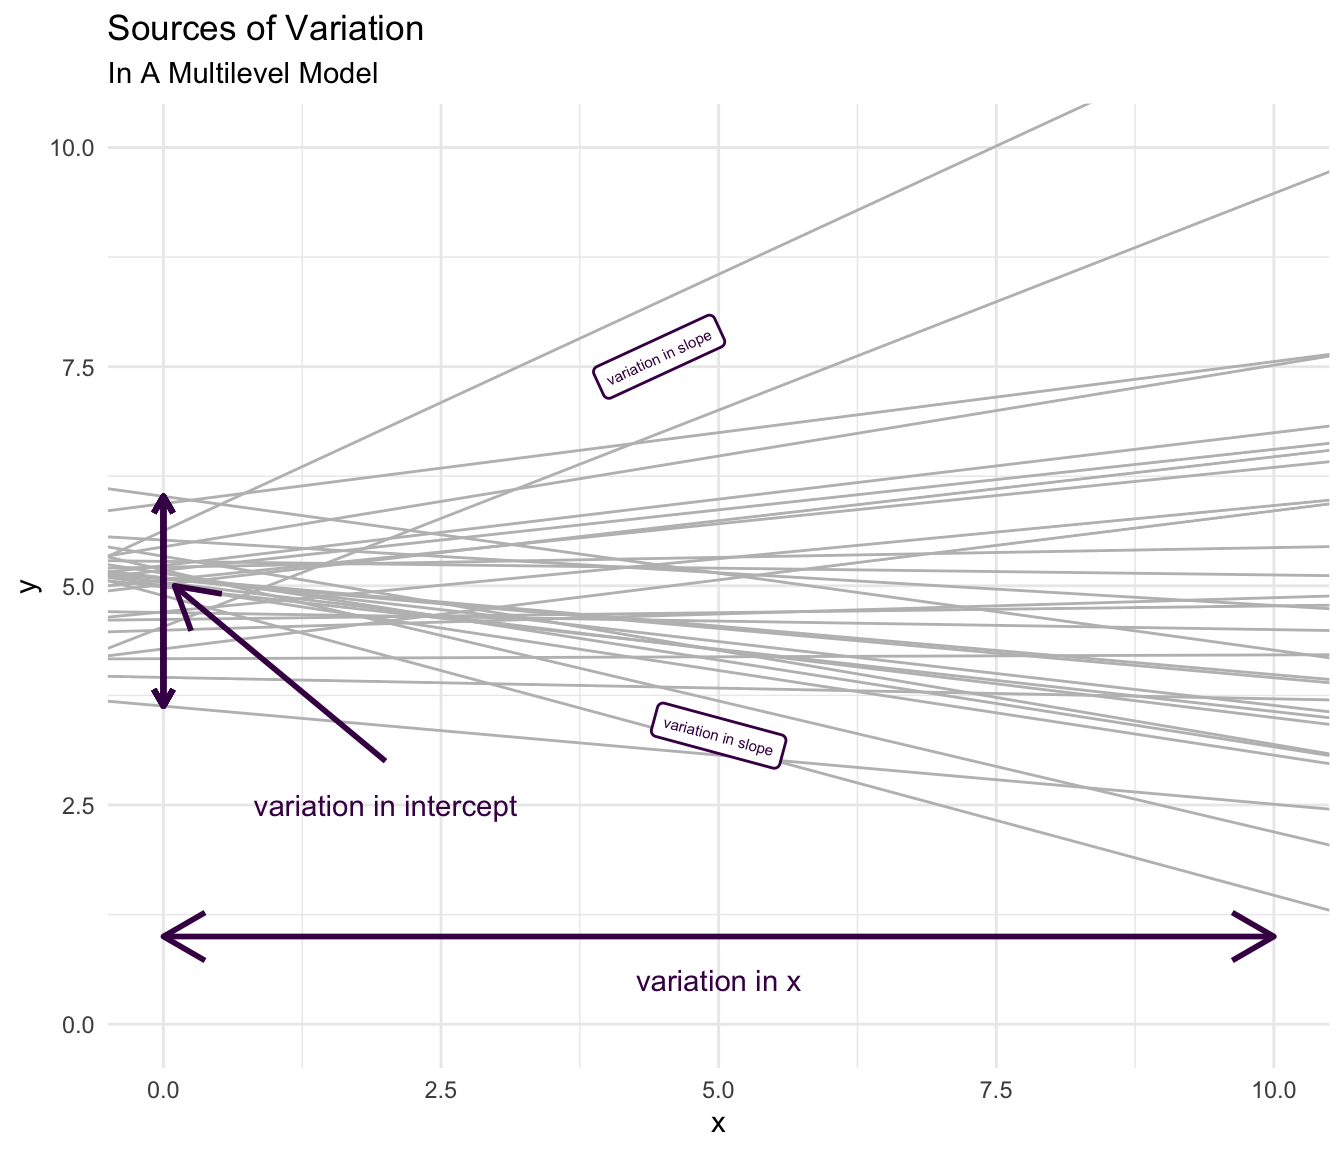 Sources of Variation
In A Multilevel Model
10.0
7.5
5.0
2.5
0.0
y
variation in slope
variation in slope
variation in intercept
variation in x
0.0 2.5 5.0 7.5 10.0
x